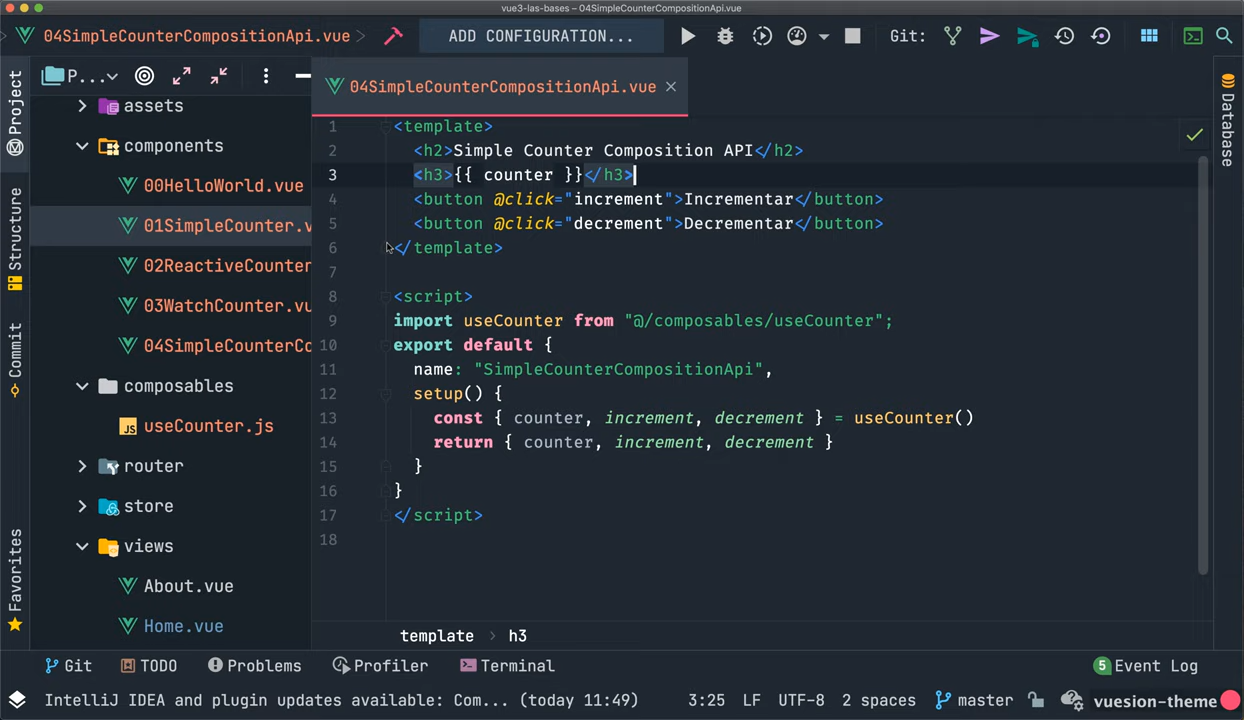 vue3-las-bases – 04SimpleCounterCompositionApi.vue
04SimpleCounterCompositionApi.vue
ADD CONFIGURATION...
Git:
Project
Structure
Commit
Favorites
P...
assets
components
00HelloWorld.vue
01SimpleCounter.v
02ReactiveCounter
03WatchCounter.vu
04SimpleCounterCo
composables
useCounter.js
router
store
views
About.vue
Home.vue
04SimpleCounterCompositionApi.vue
1 <template>
2 <h2>Simple Counter Composition API</h2>
3 <h3>{{ counter }}</h3>
4 <button @click="increment">Incrementar</button>
5 <button @click="decrement">Decrementar</button>
6 </template>
7
8 <script>
9 import useCounter from "@/composables/useCounter";
10 export default {
11 name: "SimpleCounterCompositionApi",
12 setup() {
13 const { counter, increment, decrement } = useCounter()
14 return { counter, increment, decrement }
15 }
16 }
17 </script>
18
template > h3
Database
Git
TODO
Problems
Profiler
Terminal
5 Event Log
IntelliJ IDEA and plugin updates available: Com... (today 11:49)
3:25
LF
UTF-8
2 spaces
master
vuesion-theme